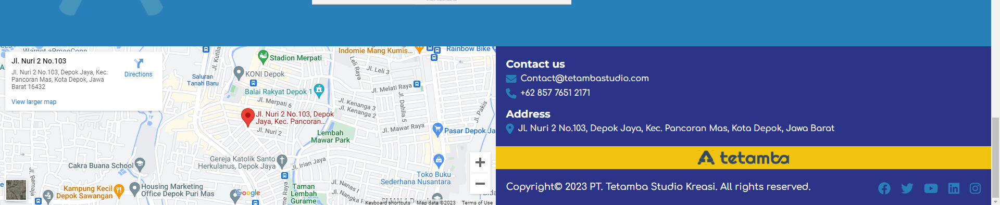 Jl. Nuri 2 No.103
Jl. Nuri 2 No.103, Depok Jaya, Kec.
Pancoran Mas, Kota Depok, Jawa
Barat 16432
Directions
View larger map
Jl. Kutilang
Stadion Merpati
Indomie Mang Kumis...
Rainbow Bike
KONI Depok
Saluran
Tanah Baru
Leli Raya
Jl. Leli 3
Jl. Melati Raya
Balai Rakyat Depok 1
Jl. Merpati 6
Jl. Kenanga 3
Jl. Kenanga 2
Jl. Dahlia 5
Jl. Pakis
Jl. Nuri 2 No.103, Depok
Jaya, Kec. Pancoran...
Jl. Nuri 2
Jl. Mawar Raya
Lembah
Mawar Park
Pasar Depok Ja
Gereja Katolik Santo
Herkulanus, Depok Jaya
Jl. Irian Jaya
Cakra Buana School
Jl. Remaja
Toko Buku
Sederhana Nusantara
Kampung Kecil
Depok Sawangan
Housing Marketing
Office Depok Puri Mas
Taman
Lembah
Gurame
me Raya
Jl. Nanas I
Jl. Nangka
SMAN 1 Depok
Bida
Google
Keyboard shortcuts
Map data ©2023
Terms of Use
Contact us
Contact@tetambastudio.com
+62 857 7651 2171
Address
Jl. Nuri 2 No.103, Depok Jaya, Kec. Pancoran Mas, Kota Depok, Jawa Barat
tetamba
Copyright© 2023 PT. Tetamba Studio Kreasi. All rights reserved.